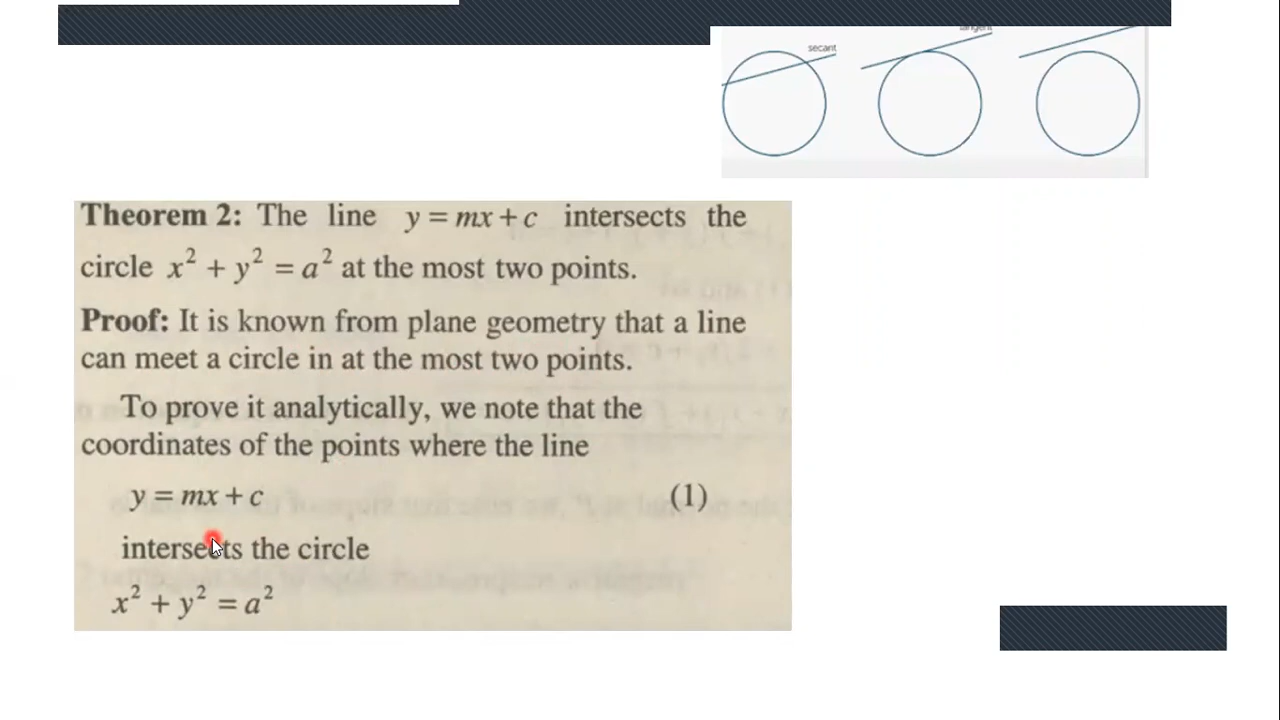 secant
tangent
Theorem 2: The line y = mx + c intersects the
circle x² + y² = a² at the most two points.
Proof: It is known from plane geometry that a line
can meet a circle in at the most two points.
To prove it analytically, we note that the
coordinates of the points where the line
y = mx + c (1)
intersects the circle
x² + y² = a²